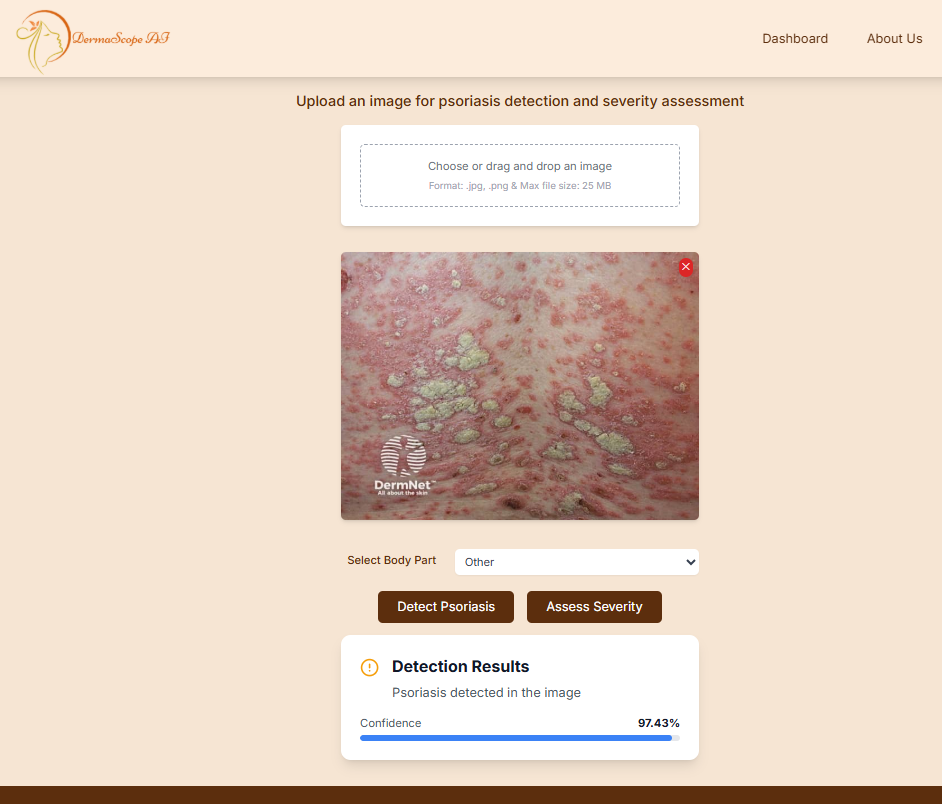 DermaScope AI
Dashboard
About Us
Upload an image for psoriasis detection and severity assessment
Choose or drag and drop an image
Format: .jpg, .png & Max file size: 25 MB
DermNet™
All about the skin
Select Body Part
Other
Detect Psoriasis
Assess Severity
Detection Results
Psoriasis detected in the image
Confidence
97.43%